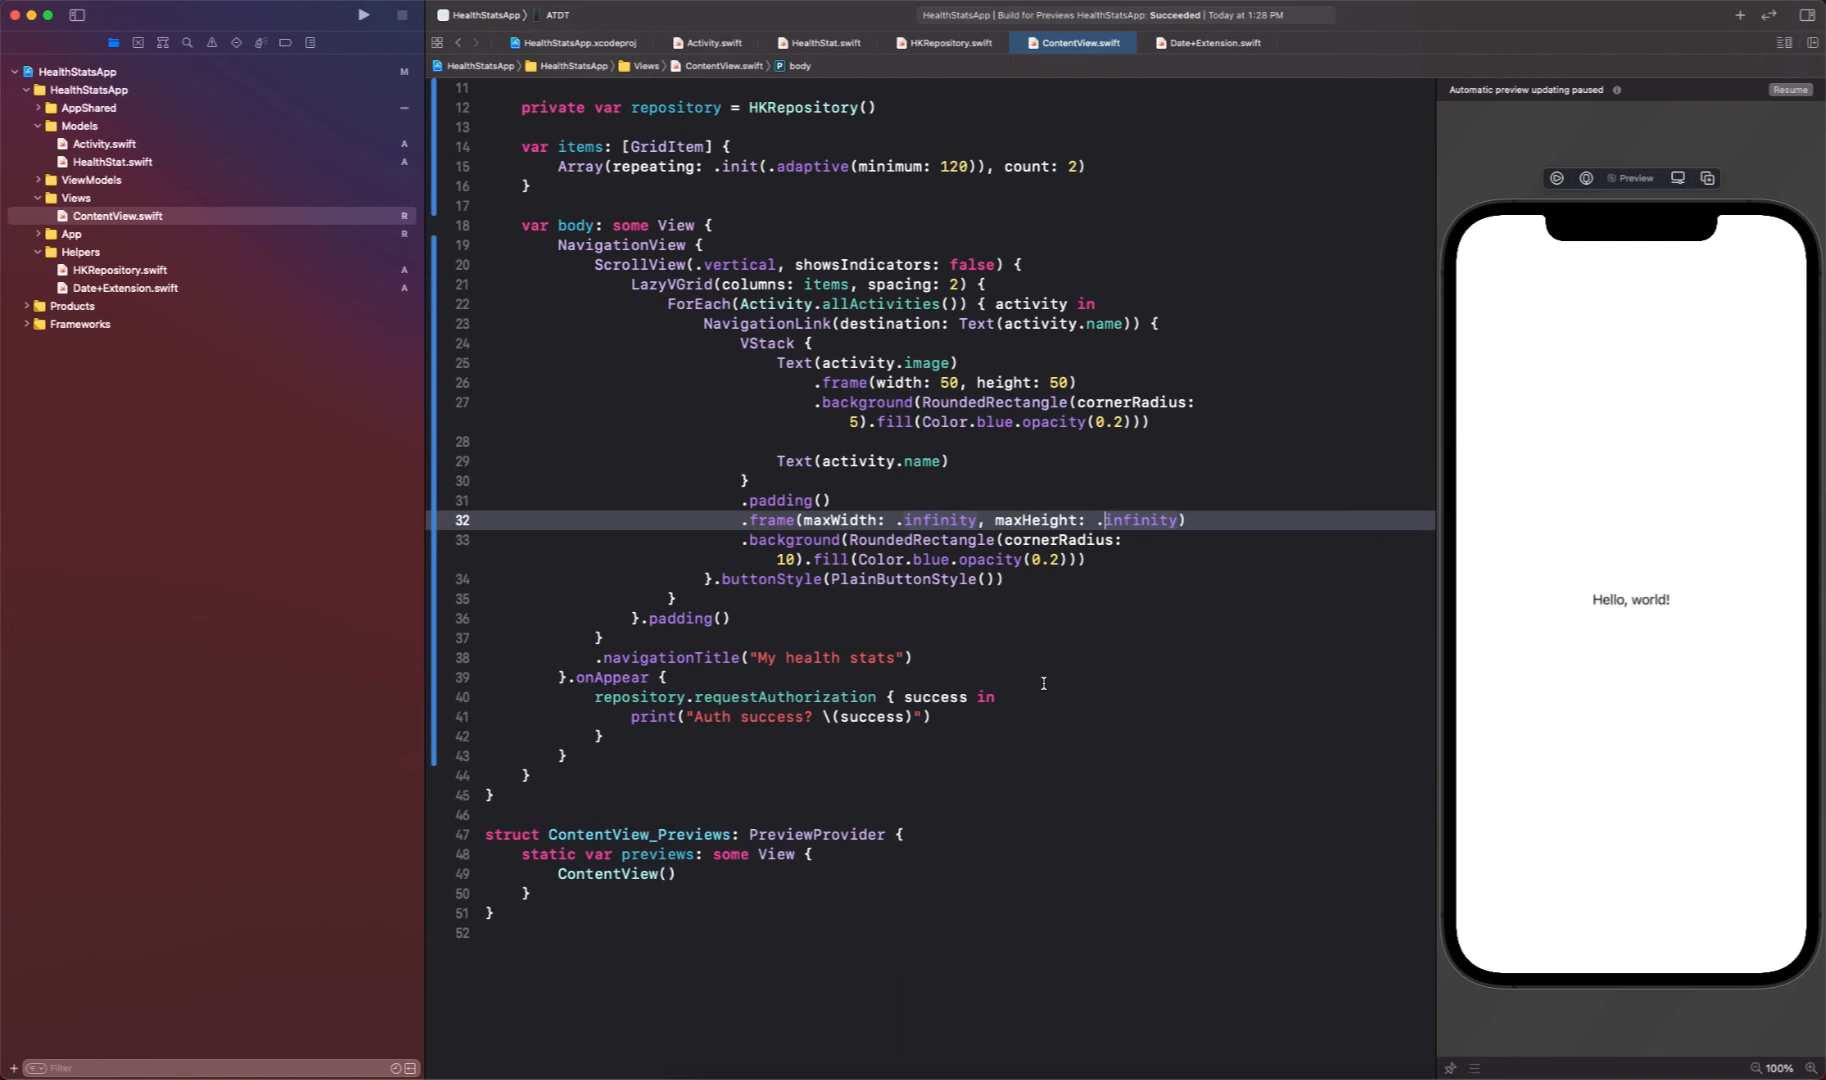 HealthStatsApp 〉 ATDT
HealthStatsApp | Build for Previews HealthStatsApp: Succeeded | Today at 1:28 PM
HealthStatsApp.xcodeproj
Activity.swift
HealthStat.swift
HKRepository.swift
ContentView.swift
Date+Extension.swift
HealthStatsApp 〉 HealthStatsApp 〉 Views 〉 ContentView.swift 〉 P body
HealthStatsApp M
HealthStatsApp
AppShared
Models
Activity.swift A
HealthStat.swift A
ViewModels
Views
ContentView.swift R
App R
Helpers
HKRepository.swift A
Date+Extension.swift A
Products
Frameworks
Filter
11
12 private var repository = HKRepository()
13
14 var items: [GridItem] {
15 Array(repeating: .init(.adaptive(minimum: 120)), count: 2)
16 }
17
18 var body: some View {
19 NavigationView {
20 ScrollView(.vertical, showsIndicators: false) {
21 LazyVGrid(columns: items, spacing: 2) {
22 ForEach(Activity.allActivities()) { activity in
23 NavigationLink(destination: Text(activity.name)) {
24 VStack {
25 Text(activity.image)
26 .frame(width: 50, height: 50)
27 .background(RoundedRectangle(cornerRadius:
5).fill(Color.blue.opacity(0.2)))
28
29 Text(activity.name)
30 }
31 .padding()
32 .frame(maxWidth: .infinity, maxHeight: .infinity)
33 .background(RoundedRectangle(cornerRadius:
10).fill(Color.blue.opacity(0.2)))
34 }.buttonStyle(PlainButtonStyle())
35 }
36 }.padding()
37 }
38 .navigationTitle("My health stats")
39 }.onAppear {
40 repository.requestAuthorization { success in
41 print("Auth success? \(success)")
42 }
43 }
44 }
45 }
46
47 struct ContentView_Previews: PreviewProvider {
48 static var previews: some View {
49 ContentView()
50 }
51 }
52
Automatic preview updating paused
Resume
Preview
Hello, world!
100%